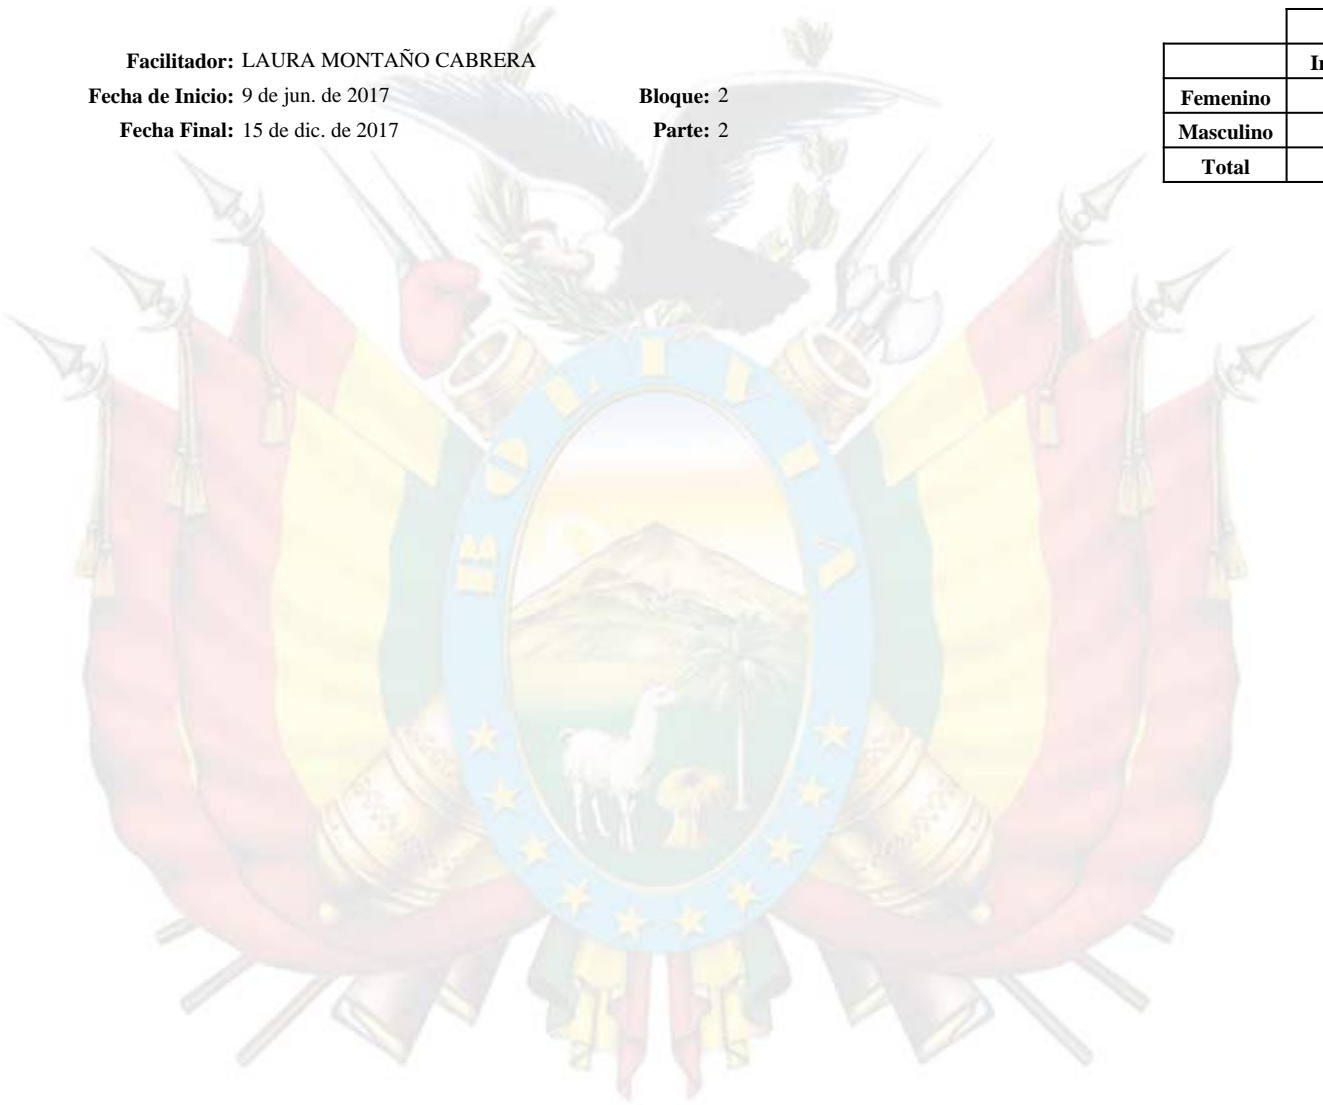 Facilitador: LAURA MONTAÑO CABRERA
Fecha de Inicio: 9 de jun. de 2017 Bloque: 2
Fecha Final: 15 de dic. de 2017 Parte: 2
Femenino
Masculino
Total
BOLIVIA